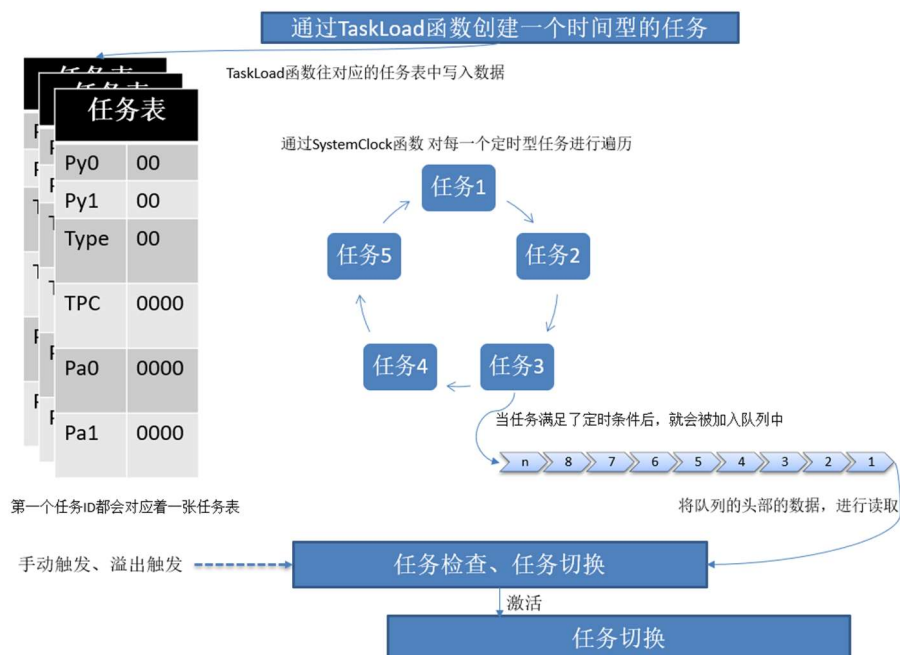 通过TaskLoad函数创建一个时间型的任务
TaskLoad函数往对应的任务表中写入数据
任务表
任务表
任务表
Py0 00
Py1 00
Type 00
TPC 0000
Pa0 0000
Pa1 0000
第一个任务ID都会对应着一张任务表
通过SystemClock函数 对每一个定时型任务进行遍历
任务1
任务2
任务3
任务4
任务5
当任务满足了定时条件后，就会被加入队列中
n 8 7 6 5 4 3 2 1
将队列的头部的数据，进行读取
手动触发、溢出触发
任务检查、任务切换
激活
任务切换